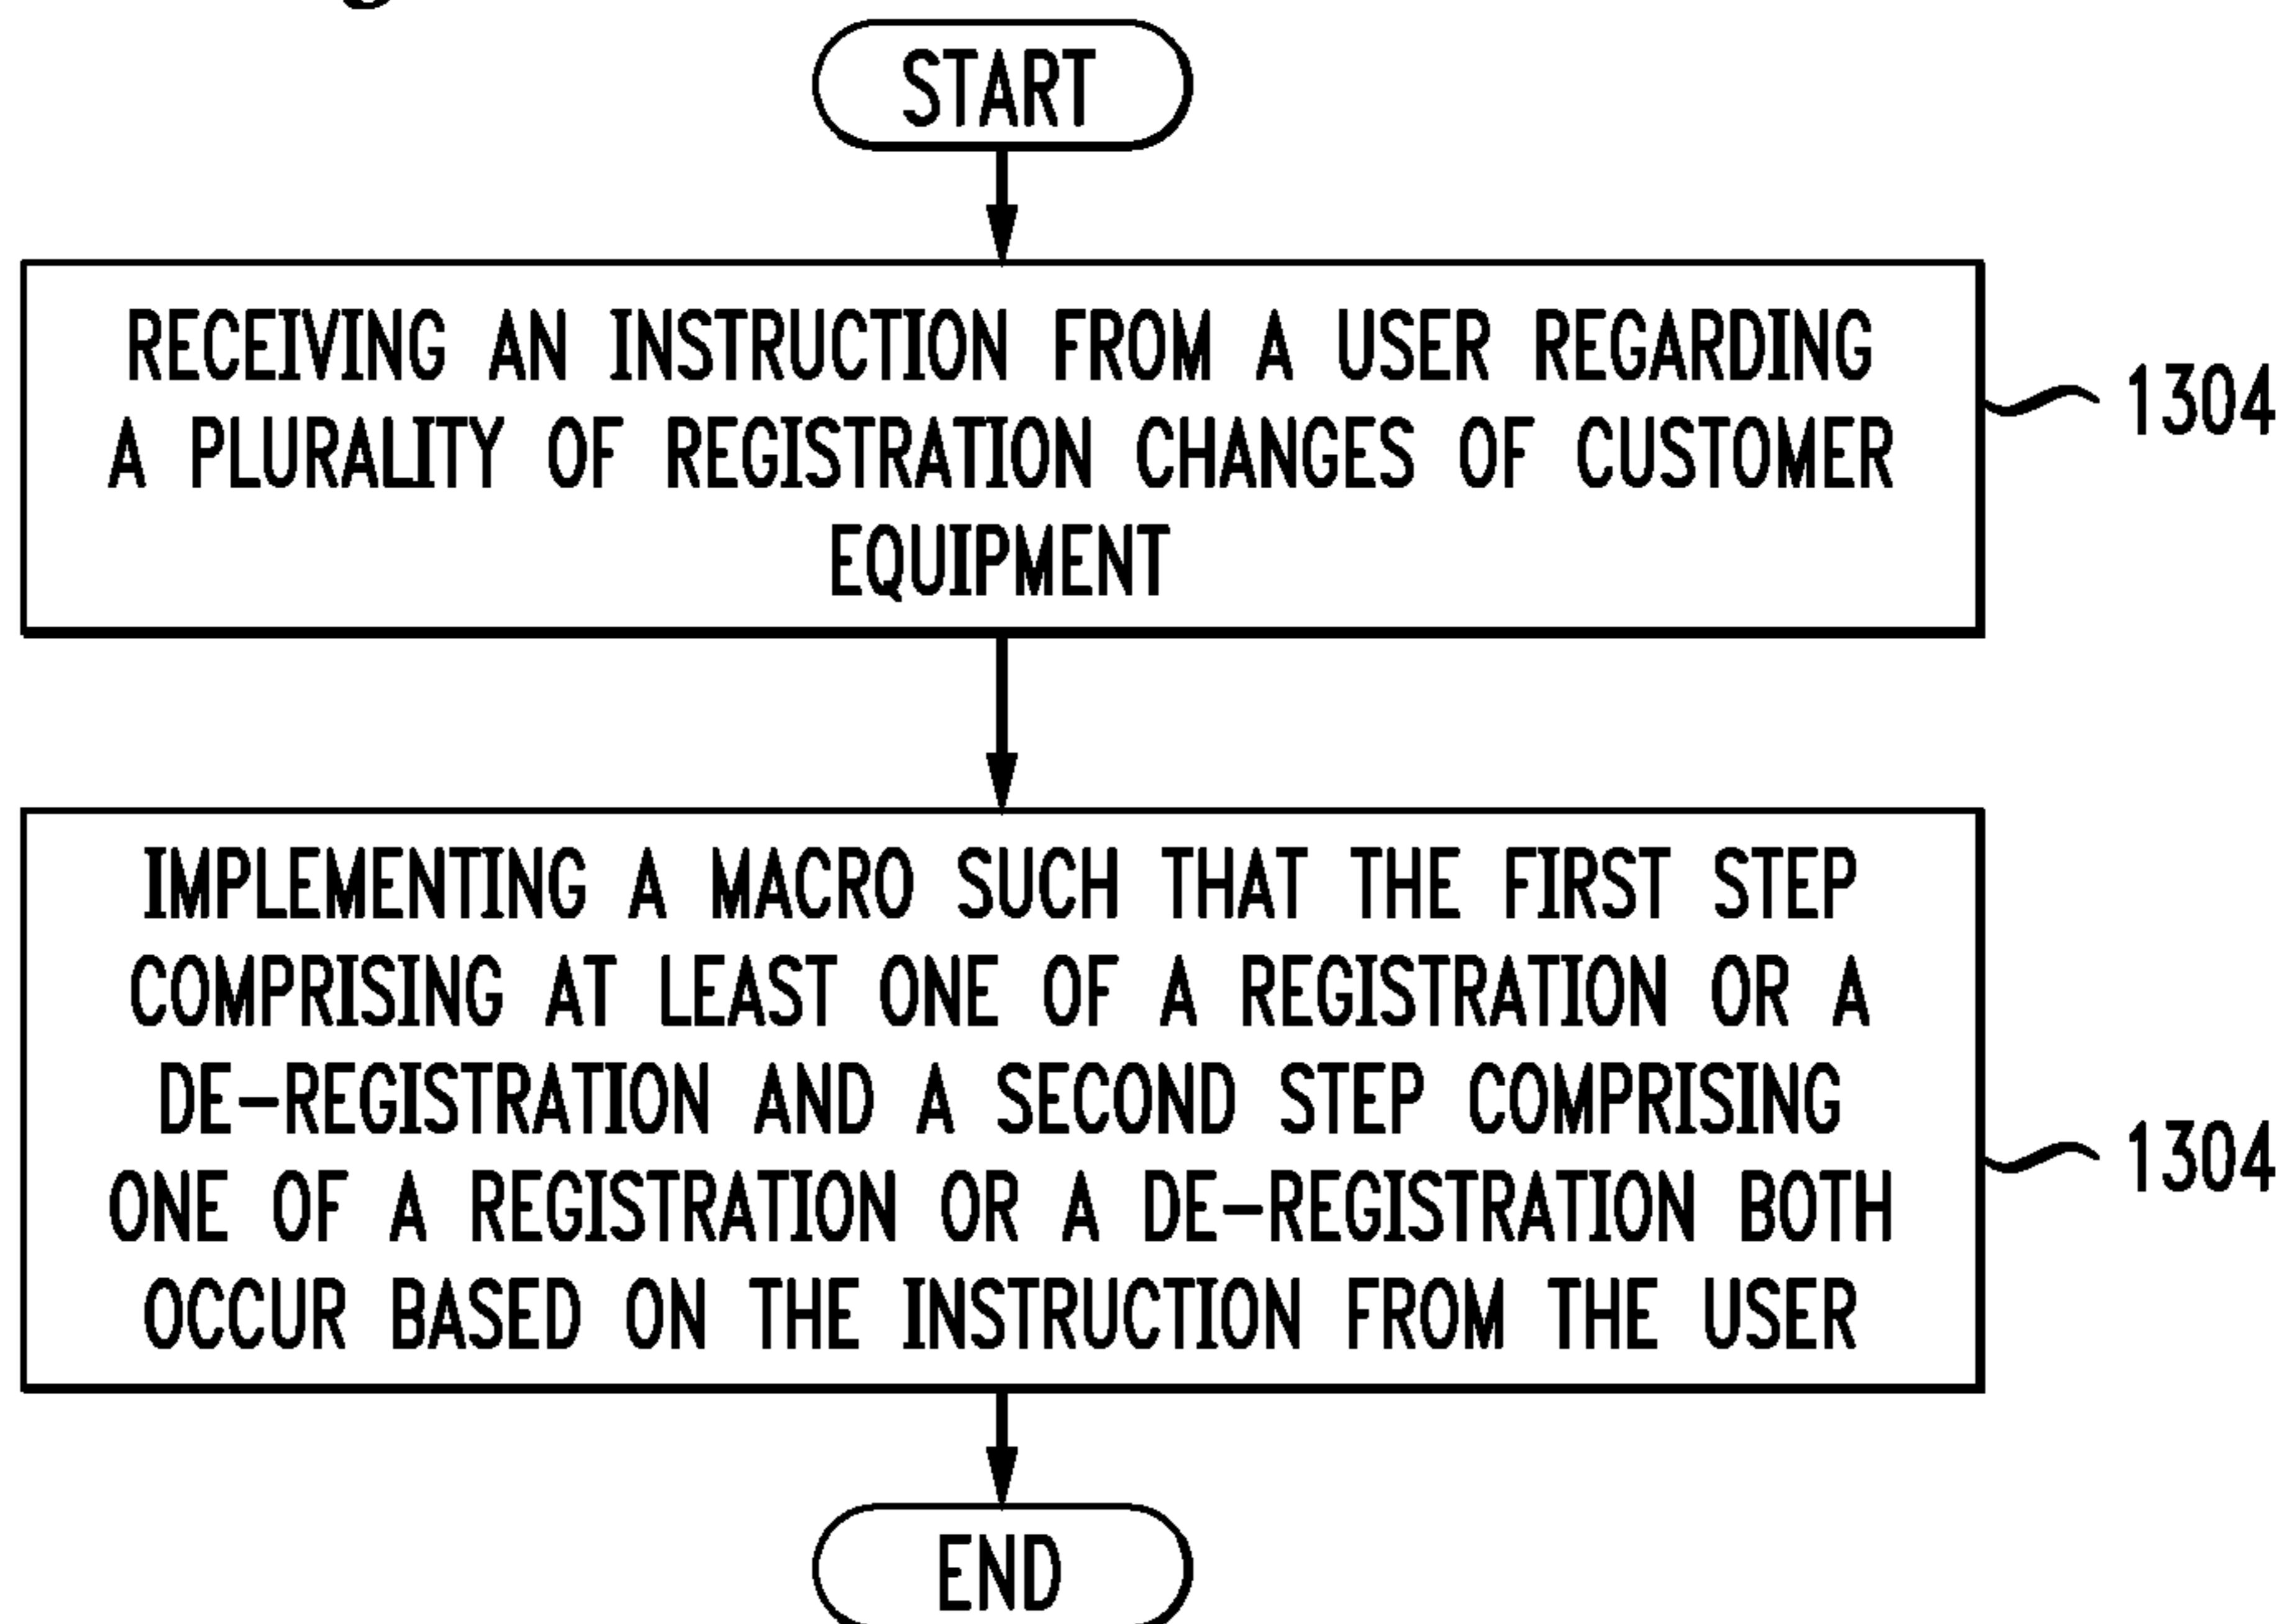 START
RECEIVING AN INSTRUCTION FROM A USER REGARDING
A PLURALITY OF REGISTRATION CHANGES OF CUSTOMER
EQUIPMENT
1304
IMPLEMENTING A MACRO SUCH THAT THE FIRST STEP
COMPRISING AT LEAST ONE OF A REGISTRATION OR A
DE-REGISTRATION AND A SECOND STEP COMPRISING
ONE OF A REGISTRATION OR A DE-REGISTRATION BOTH
OCCUR BASED ON THE INSTRUCTION FROM THE USER
1304
END